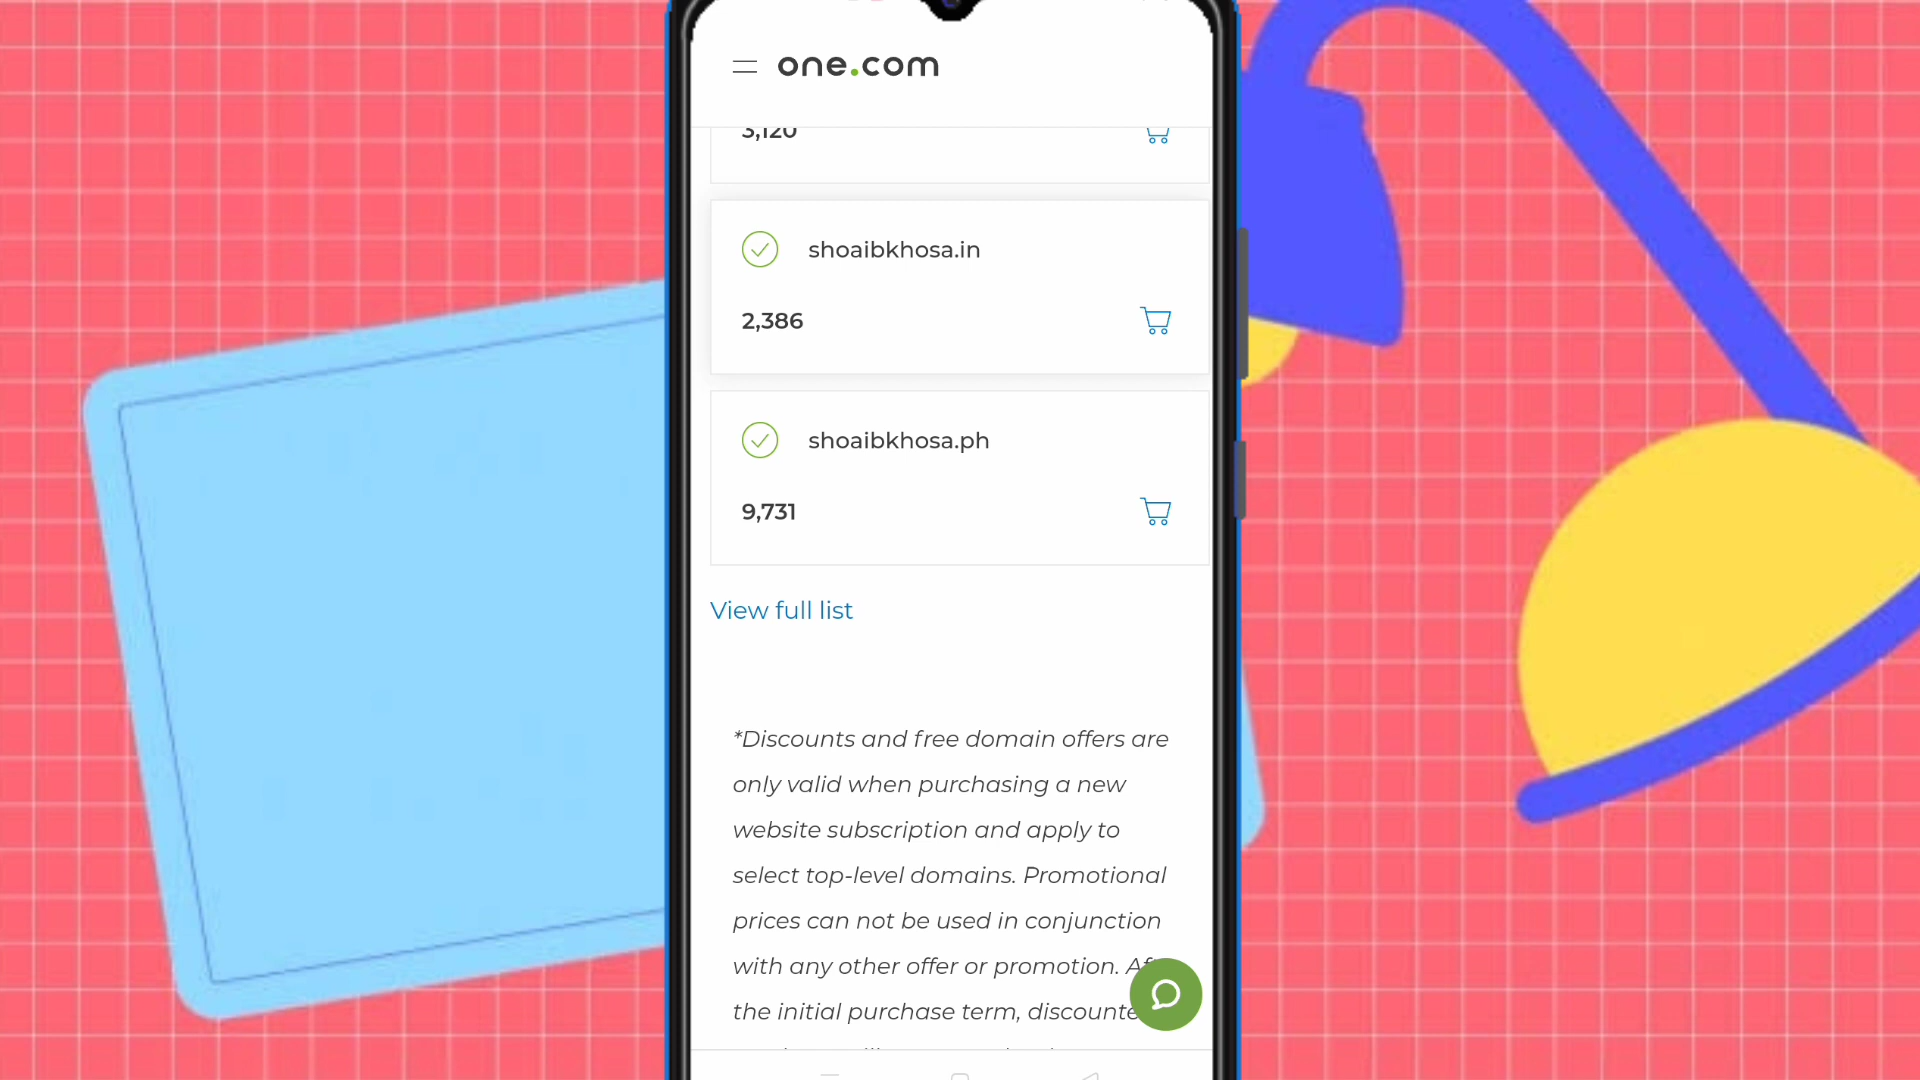 one.com
3,120
shoaibkhosa.in
2,386
shoaibkhosa.ph
9,731
View full list
*Discounts and free domain offers are
only valid when purchasing a new
website subscription and apply to
select top-level domains. Promotional
prices can not be used in conjunction
with any other offer or promotion.
the initial purchase term,